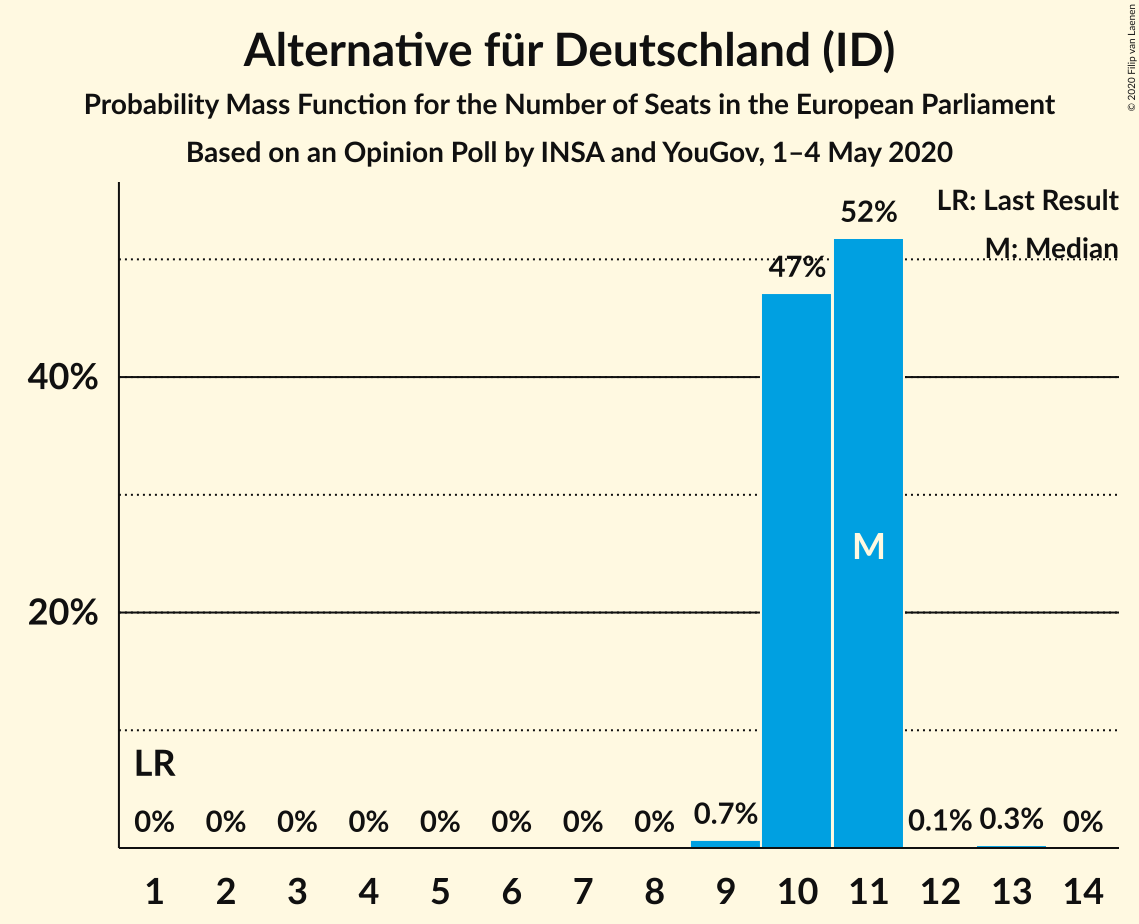 Alternative für Deutschland (ID)
Probability Mass Function for the Number of Seats in the European Parliament
Based on an Opinion Poll by INSA and YouGov, 1–4 May 2020
© 2020 Filip van Laenen
LR: Last Result
M: Median
52%
47%
40%
M
20%
LR
0% 0% 0% 0% 0% 0% 0% 0% 0.7% 0.1% 0.3% 0%
1 2 3 4 5 6 7 8 9 10 11 12 13 14